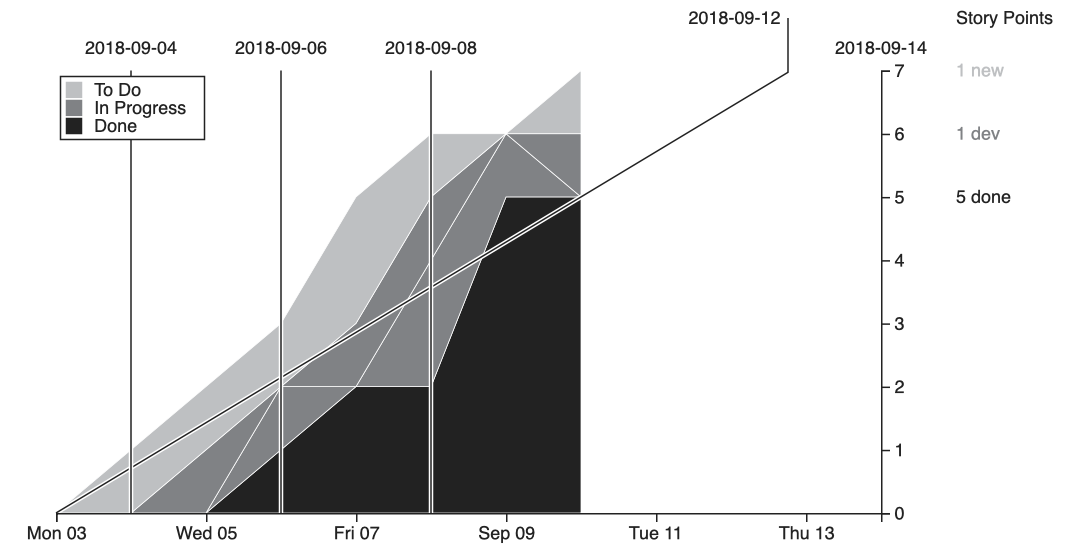 2018-09-12
Story Points
2018-09-04
2018-09-06
2018-09-08
2018-09-14
7
1 new
To Do
In Progress
Done
6
1 dev
5
5 done
4
3
2
1
0
Mon 03
Wed 05
Fri 07
Sep 09
Tue 11
Thu 13